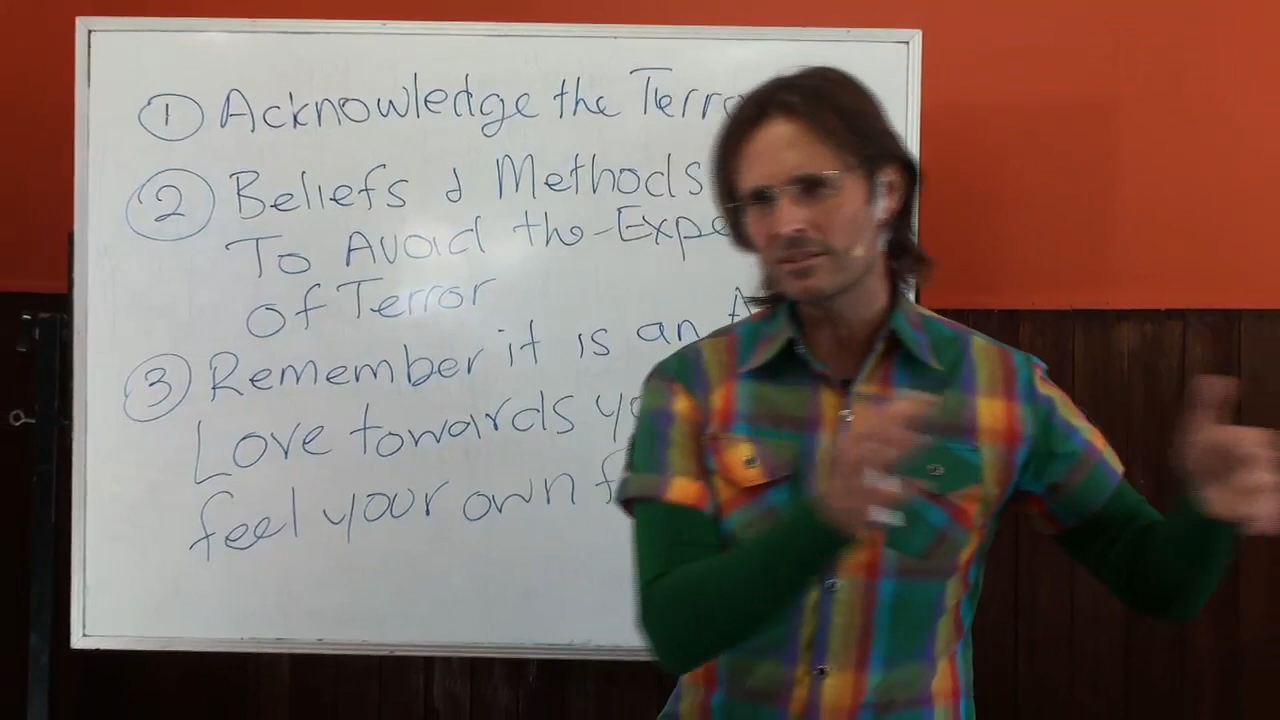 ① Acknowledge the Terro
② Beliefs & Methods
To Avoid the Expe
of Terror
③ Remember it is an A
Love towards yo
feel your own f